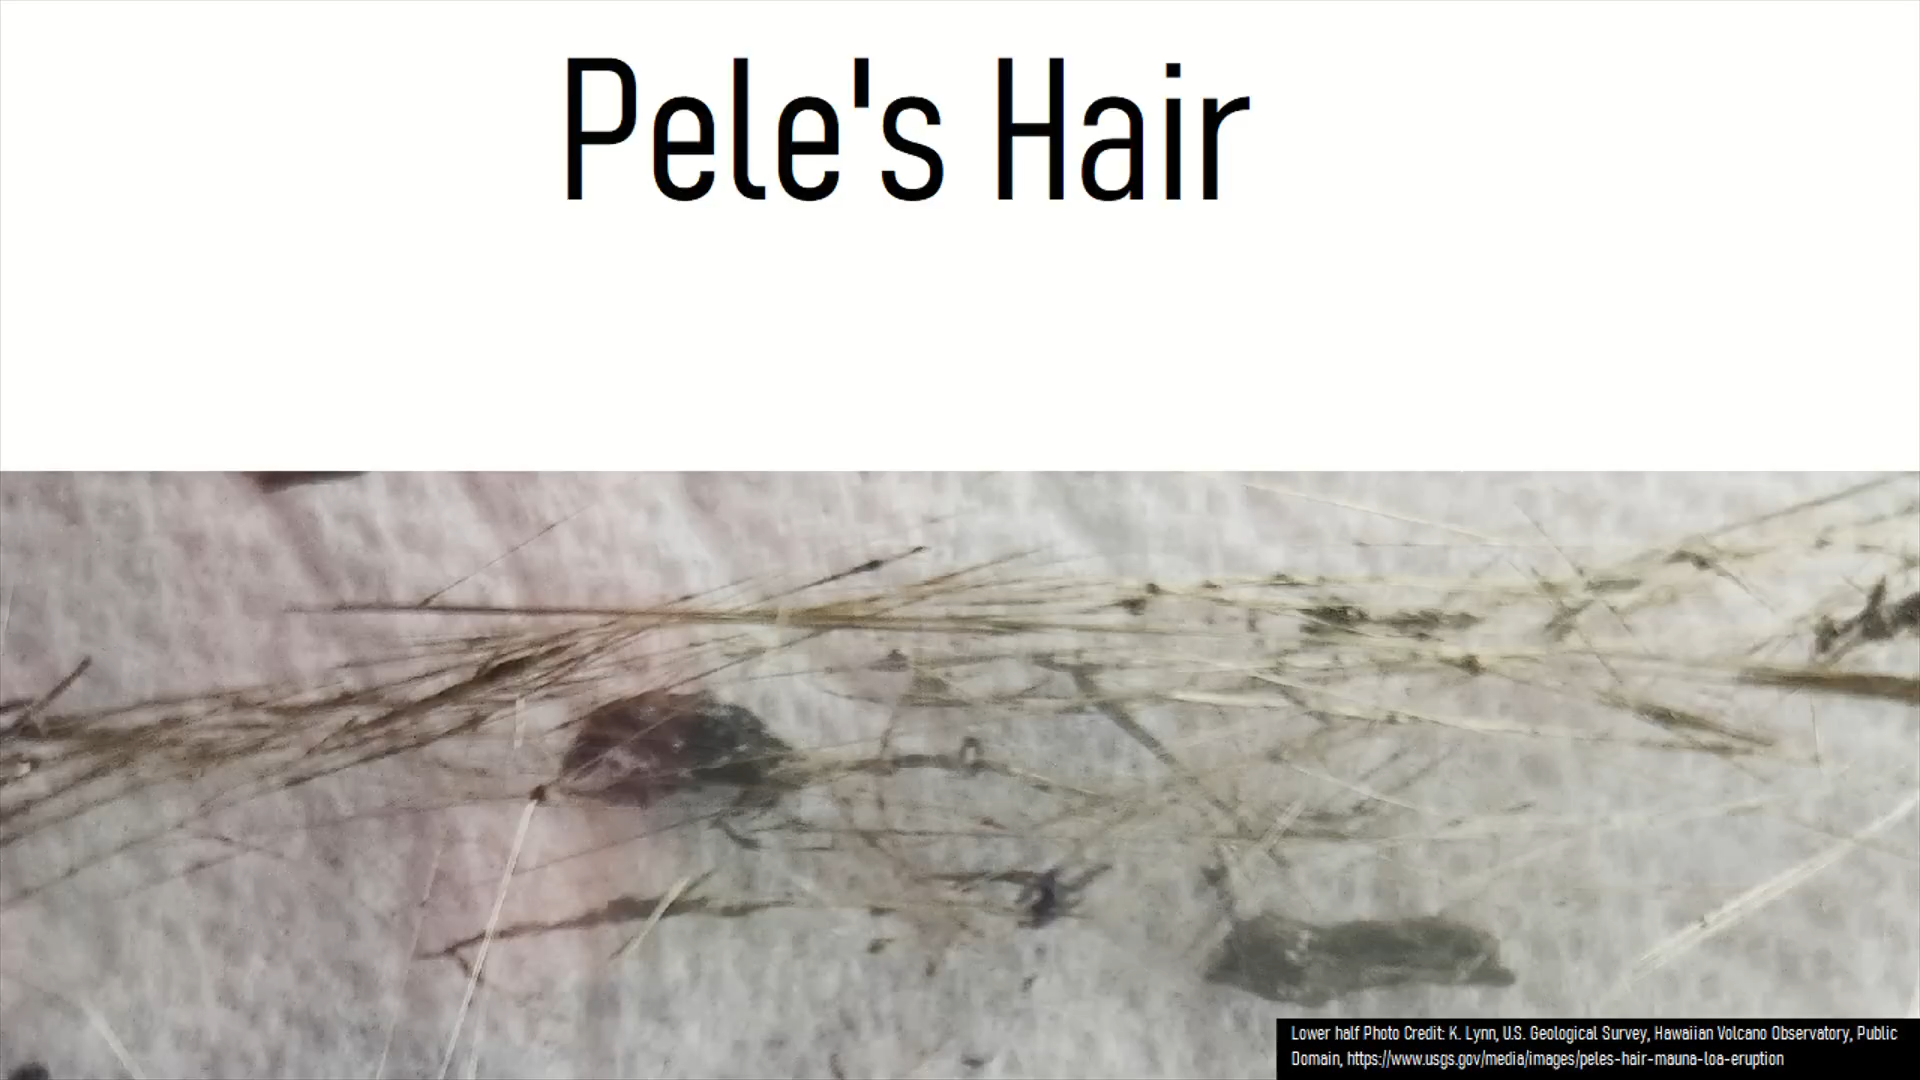 Pele's Hair
Lower half Photo Credit: K. Lynn, U.S. Geological Survey, Hawaiian Volcano Observatory, Public
Domain, https://www.usgs.gov/media/images/peles-hair-mauna-loa-eruption